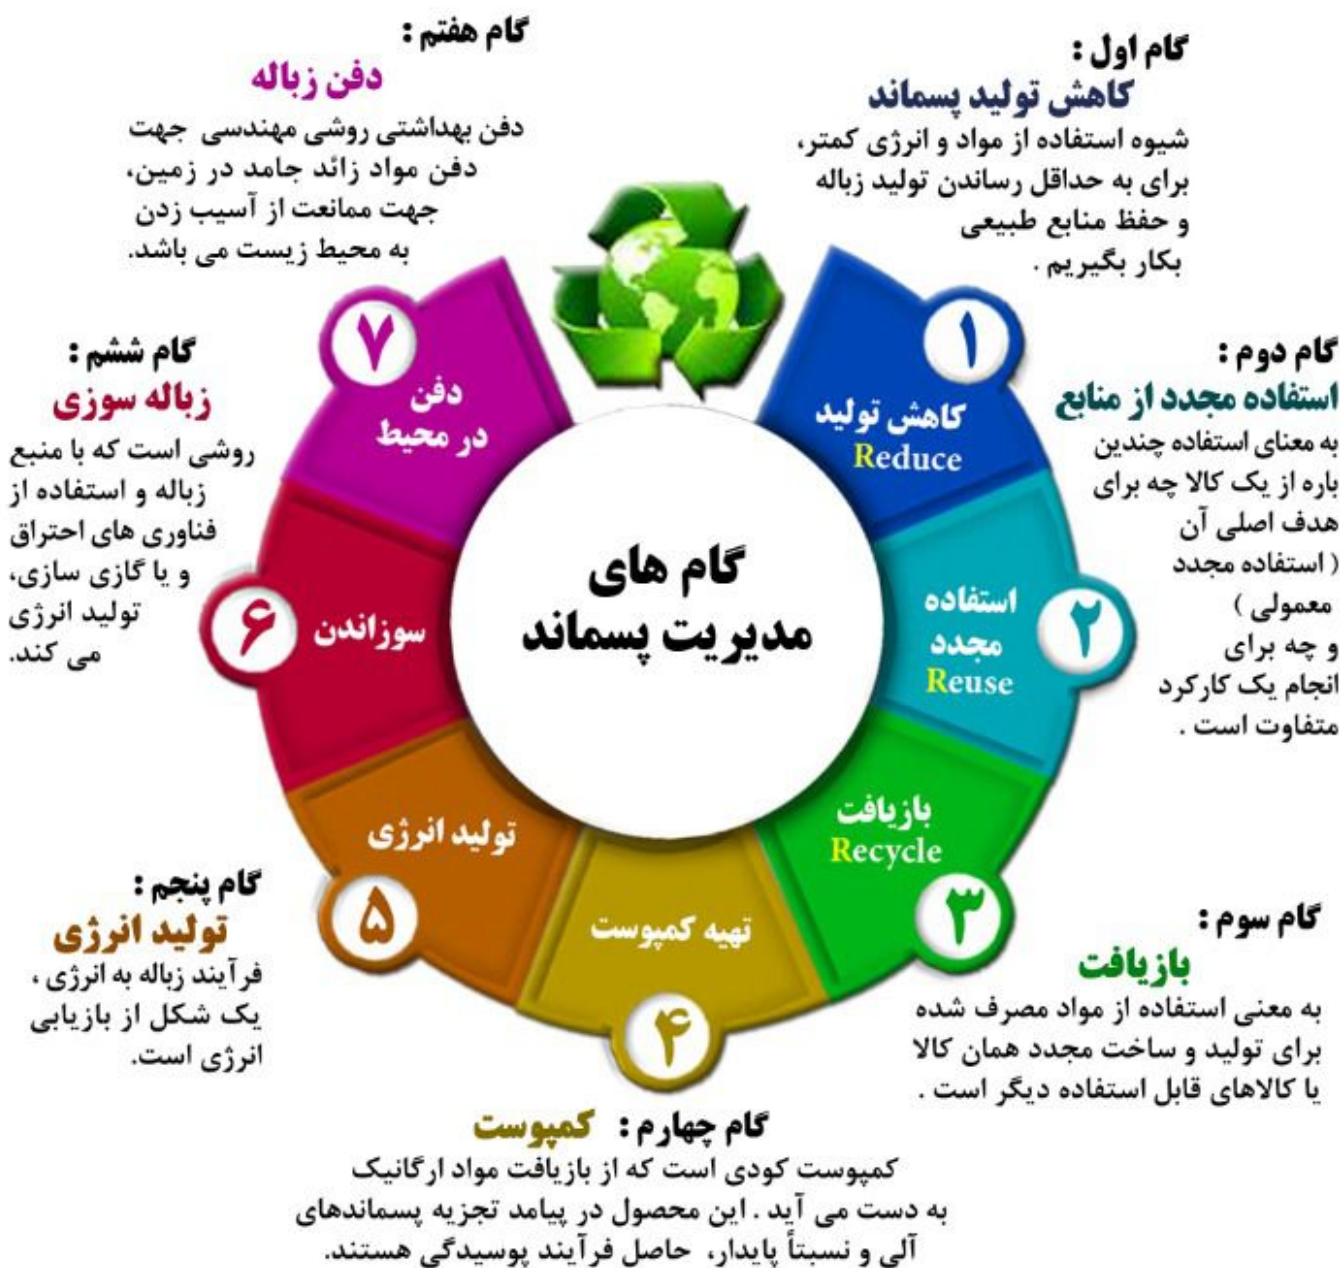 گام های
مدیریت پسماند
گام اول :
کاهش تولید پسماند
شیوه استفاده از مواد و انرژی کمتر،
برای به حداقل رساندن تولید زباله
و حفظ منابع طبیعی
بکار بگیریم .
۱
کاهش تولید
Reduce
گام دوم :
استفاده مجدد از منابع
به معنای استفاده چندین
باره از یک کالا چه برای
هدف اصلی آن
( استفاده مجدد
معمولی )
و چه برای
انجام یک کارکرد
متفاوت است .
۲
استفاده
مجدد
Reuse
گام سوم :
بازیافت
به معنی استفاده از مواد مصرف شده
برای تولید و ساخت مجدد همان کالا
یا کالاهای قابل استفاده دیگر است .
۳
بازیافت
Recycle
گام چهارم : کمپوست
کمپوست کودی است که از بازیافت مواد ارگانیک
به دست می آید . این محصول در پیامد تجزیه پسماندهای
آلی و نسبتأ پایدار، حاصل فرآیند پوسیدگی هستند.
۴
تهیه کمپوست
گام پنجم :
تولید انرژی
فرآیند زباله به انرژی ،
یک شکل از بازیابی
انرژی است.
۵
تولید انرژی
گام ششم :
زباله سوزی
روشی است که با منبع
زباله و استفاده از
فناوری های احتراق
و یا گازی سازی،
تولید انرژی
می کند.
۶
سوزاندن
گام هفتم :
دفن زباله
دفن بهداشتی روشی مهندسی جهت
دفن مواد زائد جامد در زمین،
جهت ممانعت از آسیب زدن
به محیط زیست می باشد.
۷
دفن
در محیط